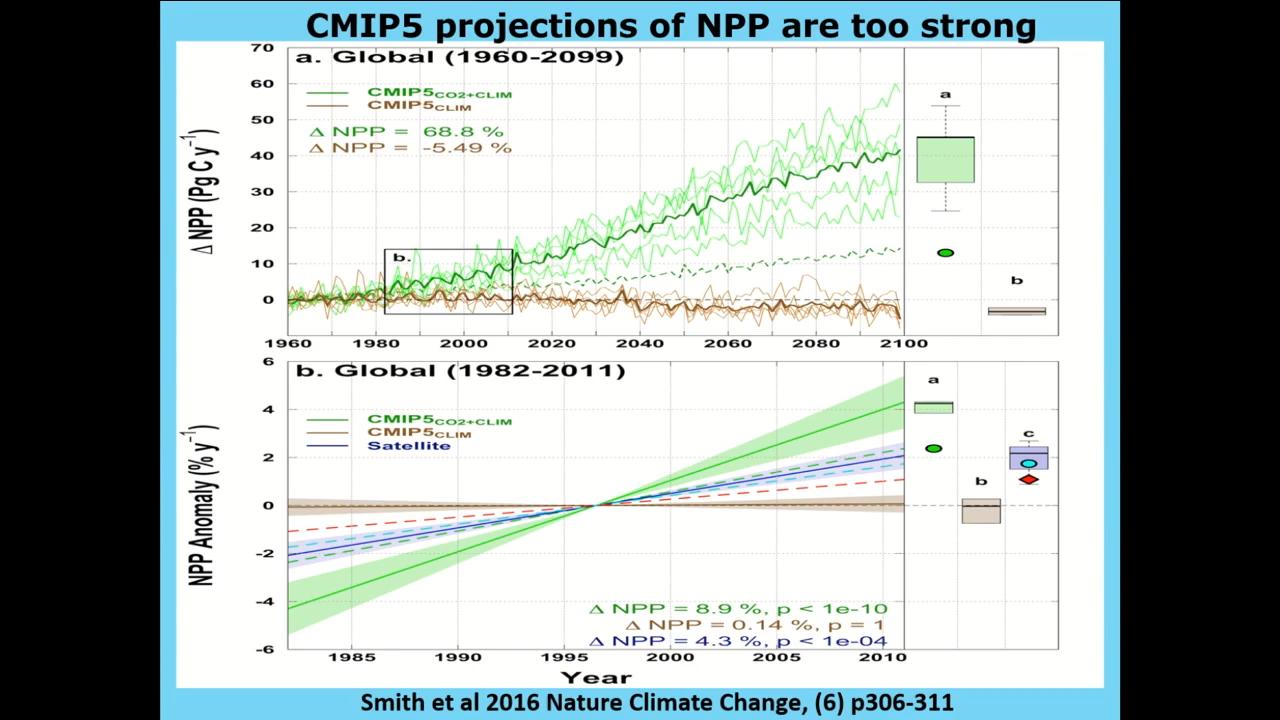 CMIP5 projections of NPP are too strong
a. Global (1960-2099)
CMIP5CO2+CLIM
CMIP5CLIM
Δ NPP = 68.8 %
Δ NPP = -5.49 %
Δ NPP (Pg C y⁻¹)
70
60
50
40
30
20
10
0
b.
a
b
1960 1980 2000 2020 2040 2060 2080 2100
b. Global (1982-2011)
CMIP5CO2+CLIM
CMIP5CLIM
Satellite
NPP Anomaly (% y⁻¹)
6
4
2
0
-2
-4
-6
a
b
c
Δ NPP = 8.9 %, p < 1e-10
Δ NPP = 0.14 %, p = 1
Δ NPP = 4.3 %, p < 1e-04
1985 1990 1995 2000 2005 2010
Year
Smith et al 2016 Nature Climate Change, (6) p306-311